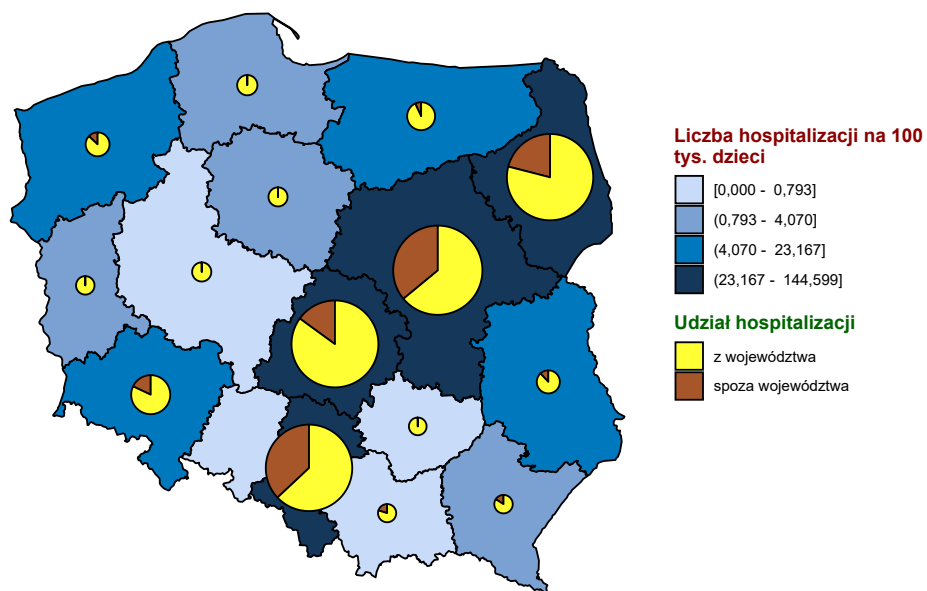 Liczba hospitalizacji na 100
tys. dzieci
[0,000 - 0,793]
(0,793 - 4,070]
(4,070 - 23,167]
(23,167 - 144,599]
Udział hospitalizacji
z województwa
spoza województwa